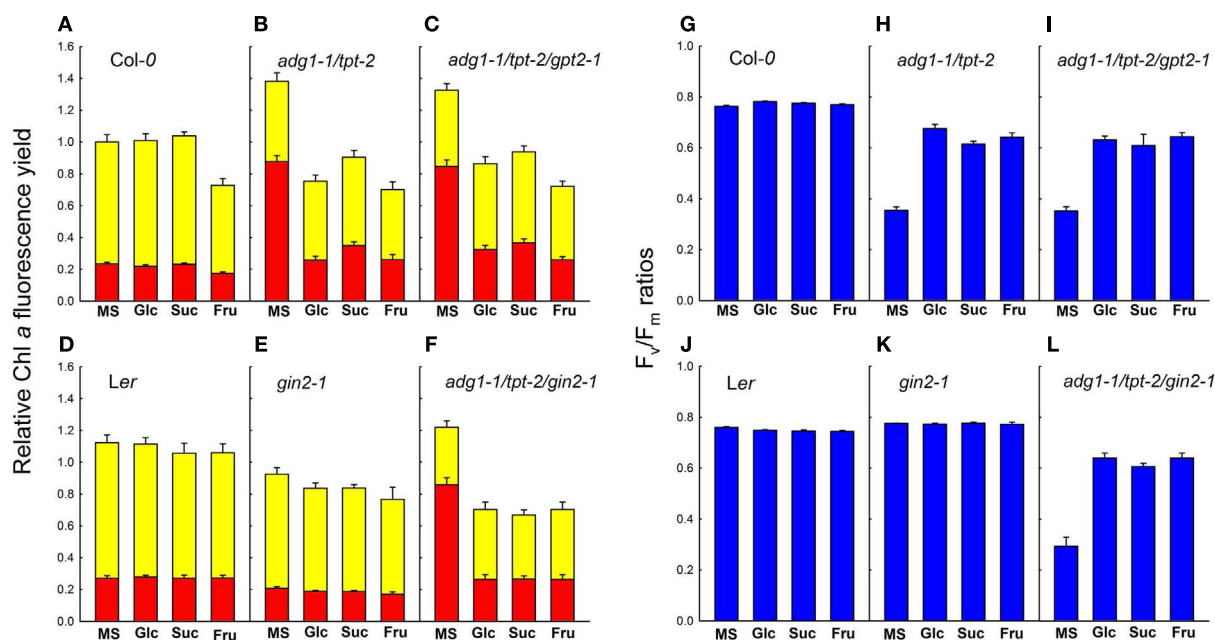 A
B
C
Col-0
adg1-1/tpt-2
adg1-1/tpt-2/gpt2-1
1.6
1.4
1.2
1.0
0.8
0.6
0.4
0.2
0.0
MS Glc Suc Fru
MS Glc Suc Fru
MS Glc Suc Fru
D
E
F
Ler
gin2-1
adg1-1/tpt-2/gin2-1
1.6
1.4
1.2
1.0
0.8
0.6
0.4
0.2
0.0
MS Glc Suc Fru
MS Glc Suc Fru
MS Glc Suc Fru
Relative Chl a fluorescence yield
G
H
I
Col-0
adg1-1/tpt-2
adg1-1/tpt-2/gpt2-1
1.0
0.8
0.6
0.4
0.2
0.0
MS Glc Suc Fru
MS Glc Suc Fru
MS Glc Suc Fru
J
K
L
Ler
gin2-1
adg1-1/tpt-2/gin2-1
1.0
0.8
0.6
0.4
0.2
0.0
MS Glc Suc Fru
MS Glc Suc Fru
MS Glc Suc Fru
Fv/Fm ratios